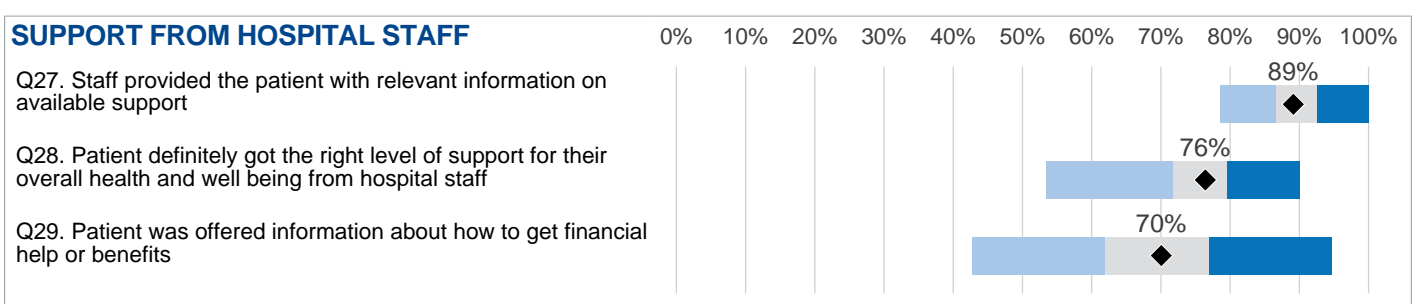 SUPPORT FROM HOSPITAL STAFF 0% 10% 20% 30% 40% 50% 60% 70% 80% 90% 100%
Q27. Staff provided the patient with relevant information on
available support
89%
Q28. Patient definitely got the right level of support for their
overall health and well being from hospital staff
76%
Q29. Patient was offered information about how to get financial
help or benefits
70%